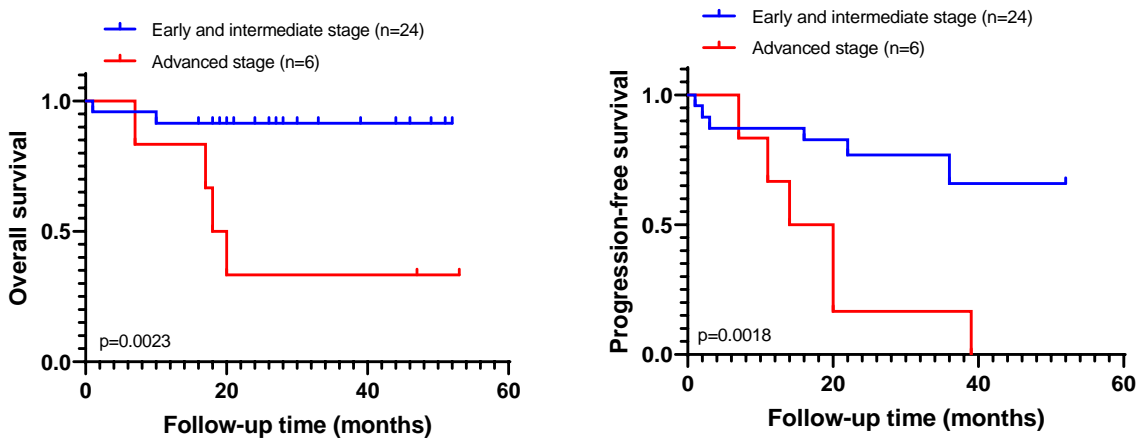 Early and intermediate stage (n=24)
Advanced stage (n=6)
Overall survival
1.0
0.5
0.0
p=0.0023
0
20
40
60
Follow-up time (months)
Early and intermediate stage (n=24)
Advanced stage (n=6)
Progression-free survival
1.0
0.5
0.0
p=0.0018
0
20
40
60
Follow-up time (months)